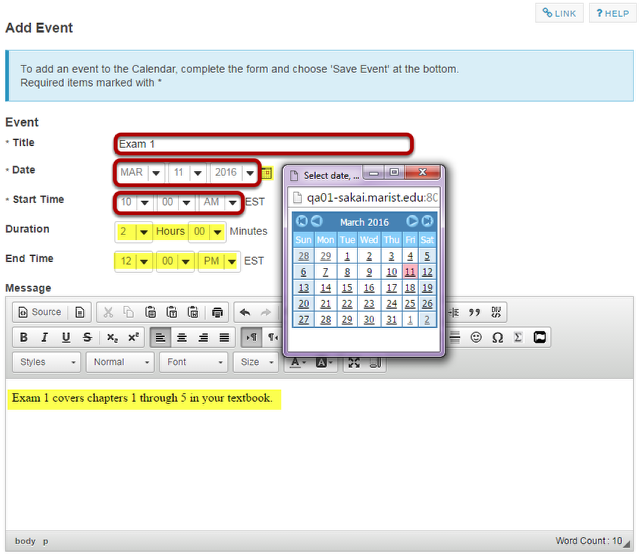 LINK
? HELP
Add Event
To add an event to the Calendar, complete the form and choose 'Save Event' at the bottom.
Required items marked with *
Event
* Title
Exam 1
* Date
MAR 11 2016
* Start Time
10 00 AM EST
Duration
2 Hours 00 Minutes
End Time
12 00 PM EST
Select date, ...
qa01-sakai.marist.edu:80
March 2016
Sun Mon Tue Wed Thu Fri Sat
28 29 1 2 3 4 5
6 7 8 9 10 11 12
13 14 15 16 17 18 19
20 21 22 23 24 25 26
27 28 29 30 31 1 2
Message
Source
B I U S x₂ x² Ω Σ
Styles Normal Font Size A A
Exam 1 covers chapters 1 through 5 in your textbook.
body p
Word Count : 10